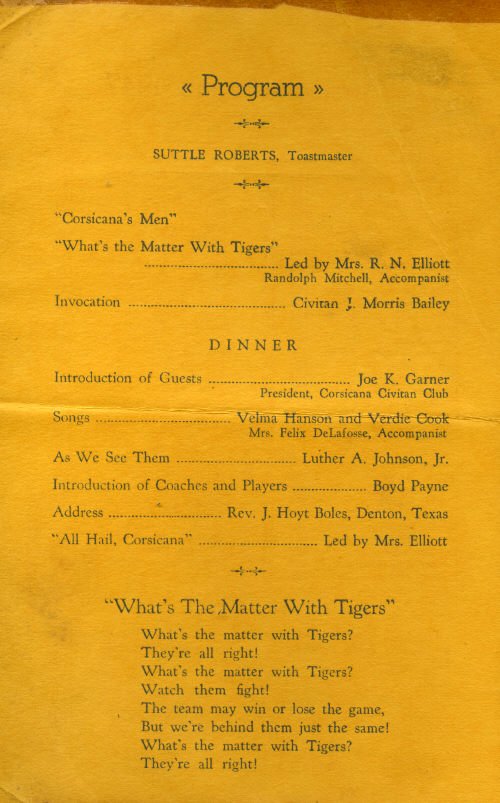 « Program »
SUTTLE ROBERTS, Toastmaster
"Corsicana's Men"
"What's the Matter With Tigers"
................................ Led by Mrs. R. N. Elliott
Randolph Mitchell, Accompanist
Invocation ................................ Civitan J. Morris Bailey
DINNER
Introduction of Guests ................................ Joe K. Garner
President, Corsicana Civitan Club
Songs ................................ Velma Hanson and Verdie Cook
Mrs. Felix DeLafosse, Accompanist
As We See Them ................................ Luther A. Johnson, Jr.
Introduction of Coaches and Players .................... Boyd Payne
Address ................................ Rev. J. Hoyt Boles, Denton, Texas
"All Hail, Corsicana" ................................ Led by Mrs. Elliott
"What's The Matter With Tigers"
What's the matter with Tigers?
They're all right!
What's the matter with Tigers?
Watch them fight!
The team may win or lose the game,
But we're behind them just the same!
What's the matter with Tigers?
They're all right!